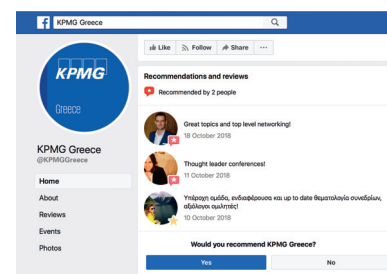 KPMG Greece
Like Follow Share ...
KPMG
Greece
KPMG Greece
@KPMGGreece
Home
About
Reviews
Events
Photos
Recommendations and reviews
Recommended by 2 people
Great topics and top level networking!
18 October 2018
Thought leader conferences!
11 October 2018
Υπέροχη ομάδα, ενδιαφέρουσα και up to date θεματολογία συνεδρίων,
αξιόλογοι ομιλητές!
10 October 2018
Would you recommend KPMG Greece?
Yes No